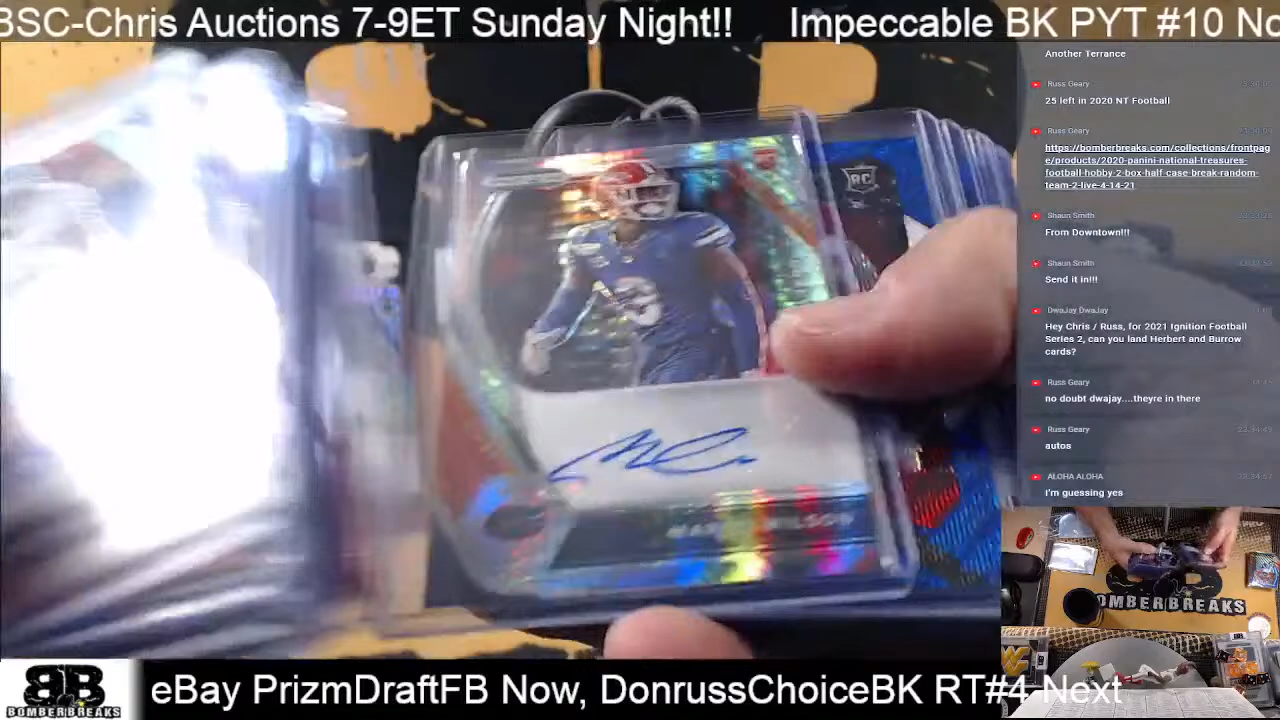 BSC-Chris Auctions 7-9ET Sunday Night!! Impeccable BK PYT #10 No
Another Terrance
Russ Geary
25 left in 2020 NT Football
Russ Geary
https://bomberbreaks.com/collections/frontpag
e/products/2020-panini-national-treasures-
football-hobby-2-box-half-case-break-random-
team-2-live-4-14-21
Shaun Smith
From Downtown!!!
Shaun Smith
Send it in!!!
DwaJay DwaJay
Hey Chris / Russ, for 2021 Ignition Football
Series 2, can you land Herbert and Burrow
cards?
Russ Geary
no doubt dwajay....theyre in there
Russ Geary
autos
ALOHA ALOHA
i'm guessing yes
RC
3
OMBERBREAKS
BB
BOMBERBREAKS
eBay PrizmDraftFB Now, DonrussChoiceBK RT#4-Next